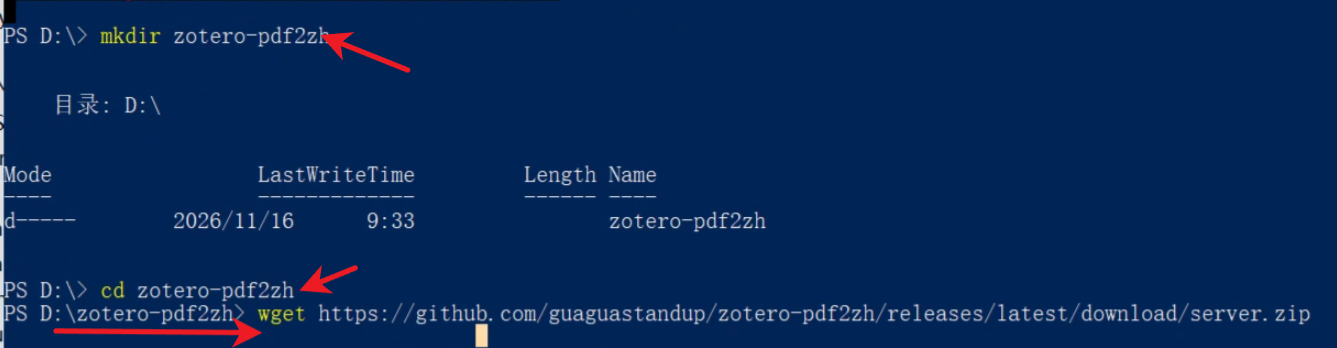 PS D:\> mkdir zotero-pdf2zh
目录: D:\
Mode LastWriteTime Length Name
---- ------------- ------ ----
d----- 2026/11/16 9:33 zotero-pdf2zh
PS D:\> cd zotero-pdf2zh
PS D:\zotero-pdf2zh> wget https://github.com/guaguastandup/zotero-pdf2zh/releases/latest/download/server.zip